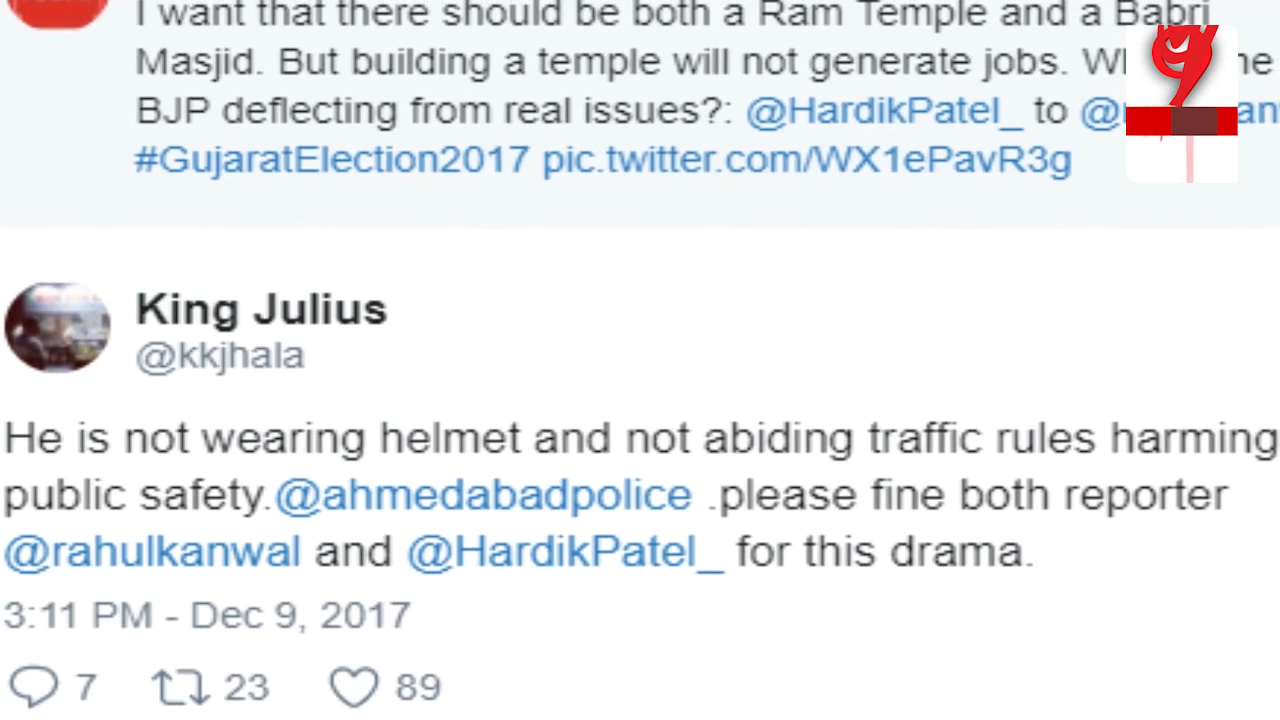 I want that there should be both a Ram Temple and a Babri
Masjid. But building a temple will not generate jobs.
BJP deflecting from real issues?: @HardikPatel_ to
#GujaratElection2017 pic.twitter.com/WX1ePavR3g
King Julius
@kkjhala
He is not wearing helmet and not abiding traffic rules harming
public safety.@ahmedabadpolice .please fine both reporter
@rahulkanwal and @HardikPatel_ for this drama.
3:11 PM - Dec 9, 2017
7 23 89